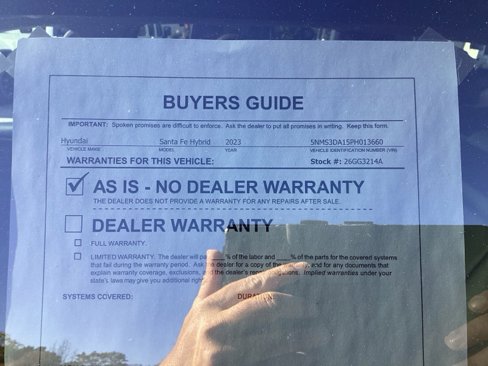 BUYERS GUIDE
IMPORTANT: Spoken promises are difficult to enforce. Ask the dealer to put all promises in writing. Keep this form.
Hyundai Santa Fe Hybrid 2023 5NMS3DA15PH013660
VEHICLE MAKE MODEL YEAR VEHICLE IDENTIFICATION NUMBER (VIN)
WARRANTIES FOR THIS VEHICLE: Stock #: 26GG3214A
AS IS - NO DEALER WARRANTY
THE DEALER DOES NOT PROVIDE A WARRANTY FOR ANY REPAIRS AFTER SALE.
DEALER WARRANTY
FULL WARRANTY.
LIMITED WARRANTY. The dealer will pa ____% of the labor and ____% of the parts for the covered systems
that fail during the warranty period. Ask dealer for a copy of the and for any documents that
explain warranty coverage, exclusions, the dealer's Implied warranties under your
state's laws may give you additional
SYSTEMS COVERED: DURATION: